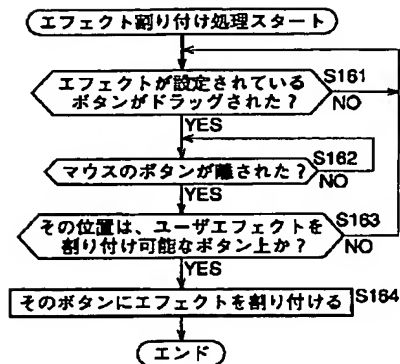 エフェクト割り付け処理スタート
エフェクトが設定されている
ボタンがドラッグされた?
S161
NO
YES
マウスのボタンが離された?
S162
NO
YES
その位置は、ユーザエフェクトを
割り付け可能なボタン上か?
S163
NO
YES
そのボタンにエフェクトを割り付ける
S164
エンド